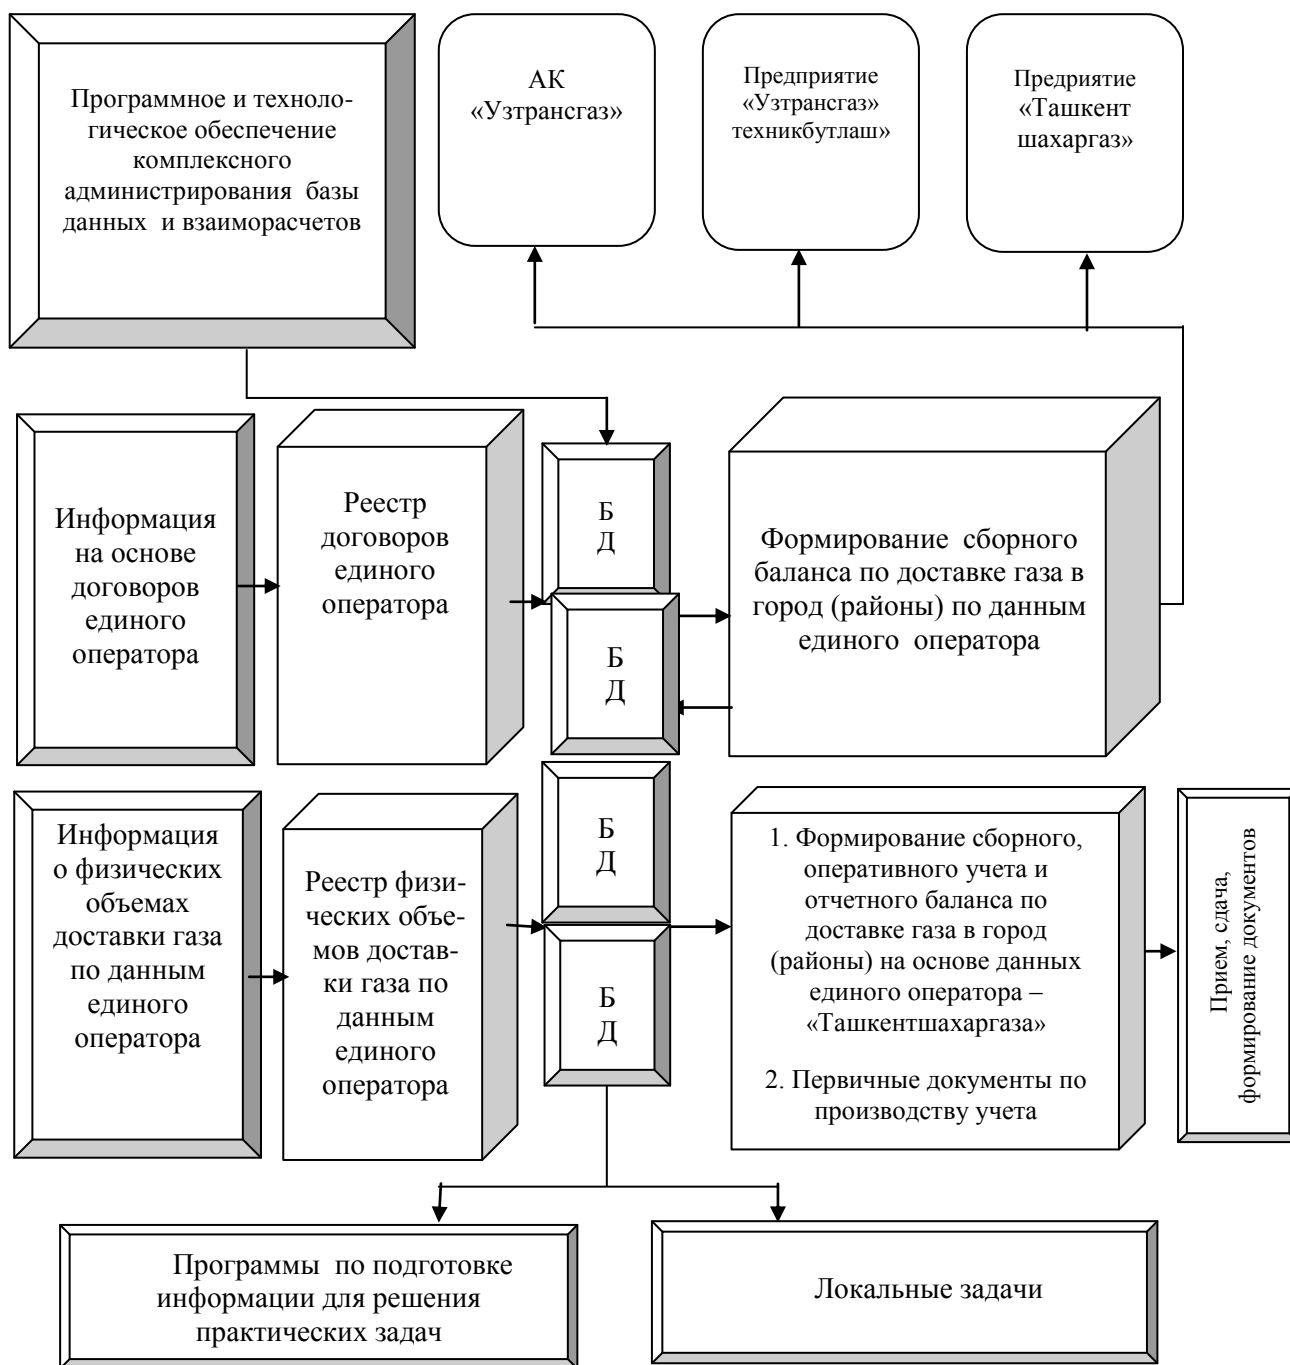 Программное и техноло-
гическое обеспечение
комплексного
администрирования базы
данных и взаиморасчетов
АК
«Узтрансгаз»
Предприятие
«Узтрансгаз»
техникбутлаш»
Предриятие
«Ташкент
шахаргаз»
Информация
на основе
договоров
единого
оператора
Реестр
договоров
единого
оператора
Б
Д
Б
Д
Формирование сборного
баланса по доставке газа в
город (районы) по данным
единого оператора
Информация
о физических
объемах
доставки газа
по данным
единого
оператора
Реестр физи-
ческих объе-
мов достав-
ки газа по
данным
единого
оператора
Б
Д
Б
Д
1. Формирование сборного,
оперативного учета и
отчетного баланса по
доставке газа в город
(районы) на основе данных
единого оператора –
«Ташкентшахаргаза»
2. Первичные документы по
производству учета
Прием, сдача,
формирование документов
Программы по подготовке
информации для решения
практических задач
Локальные задачи